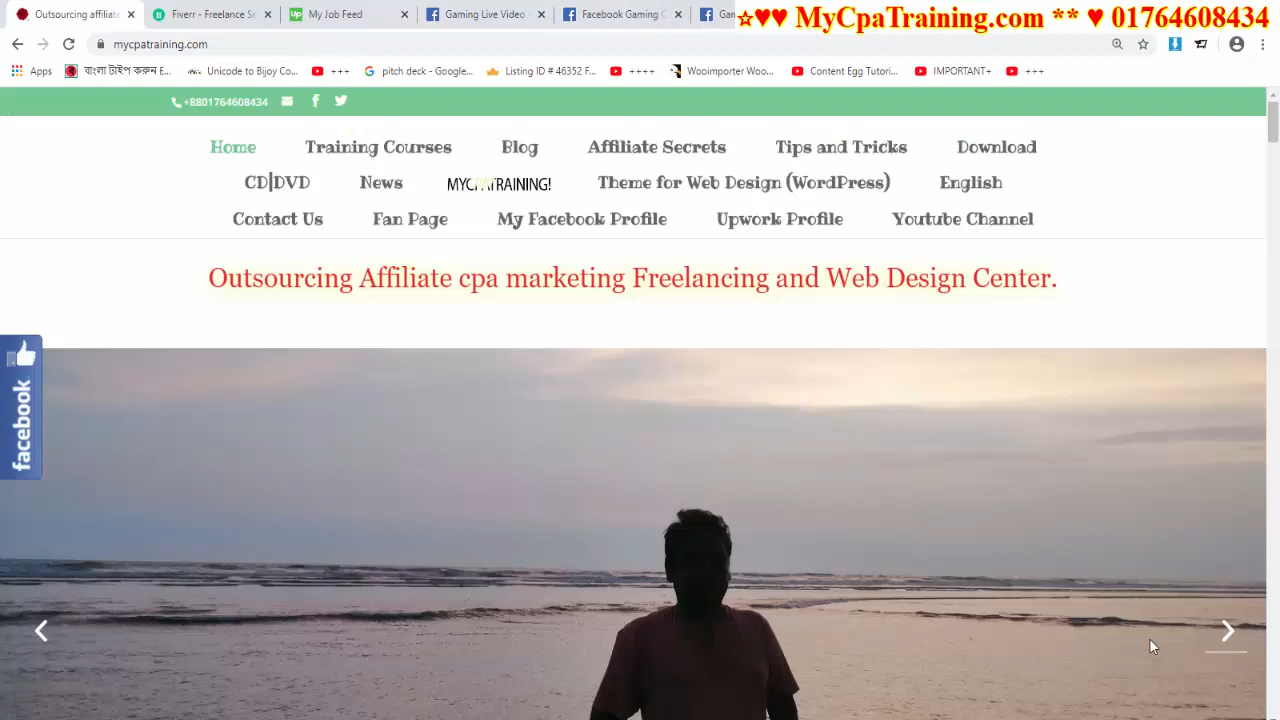 Outsourcing affiliate
Fiverr - Freelance Se
My Job Feed
Gaming Live Video
Facebook Gaming C
Gan
☆♥♥ MyCpaTraining.com ** ♥ 01764608434
mycpatraining.com
Apps
বাংলা টাইপ করুন E...
Unicode to Bijoy Co...
+++
pitch deck - Google...
Listing ID # 46352 F...
++++
Wooimporter Woo...
Content Egg Tutori...
IMPORTANT+
+++
+8801764608434
Home Training Courses Blog Affiliate Secrets Tips and Tricks Download
CD|DVD News MYCPATRAINING! Theme for Web Design (WordPress) English
Contact Us Fan Page My Facebook Profile Upwork Profile Youtube Channel
Outsourcing Affiliate cpa marketing Freelancing and Web Design Center.
facebook